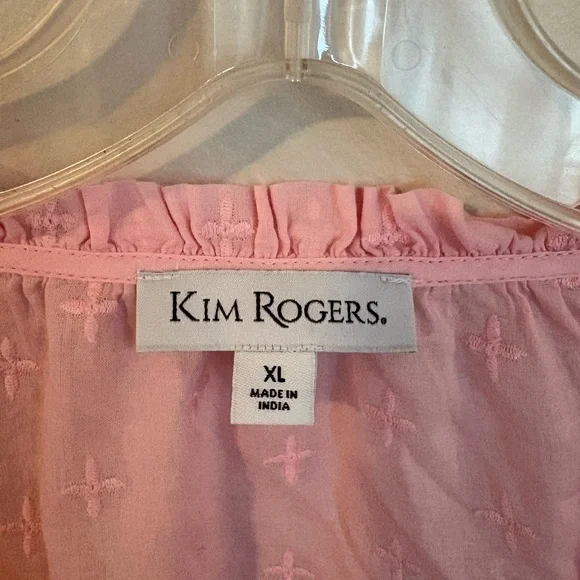 KIM ROGERS®
XL
MADE IN
INDIA